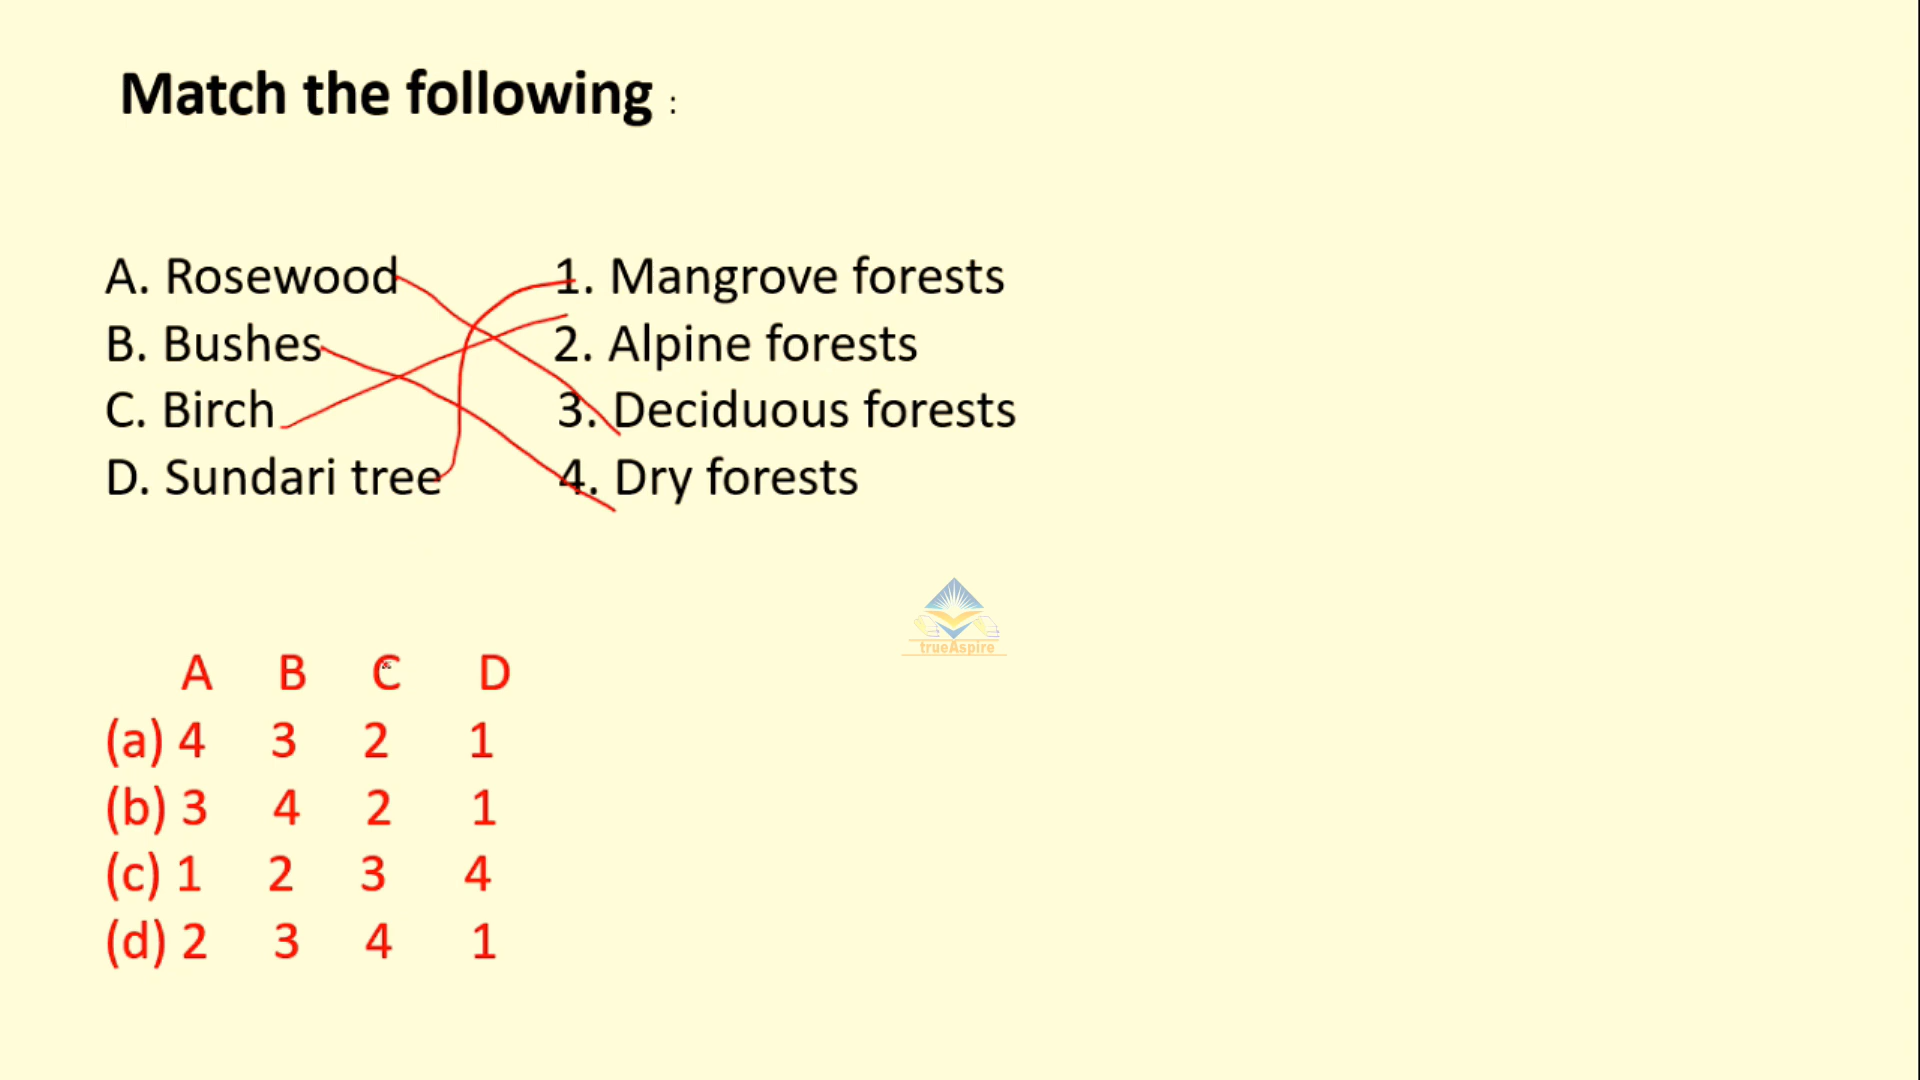 Match the following :
A. Rosewood 1. Mangrove forests
B. Bushes 2. Alpine forests
C. Birch 3. Deciduous forests
D. Sundari tree 4. Dry forests
trueAspire
A B C D
(a) 4 3 2 1
(b) 3 4 2 1
(c) 1 2 3 4
(d) 2 3 4 1